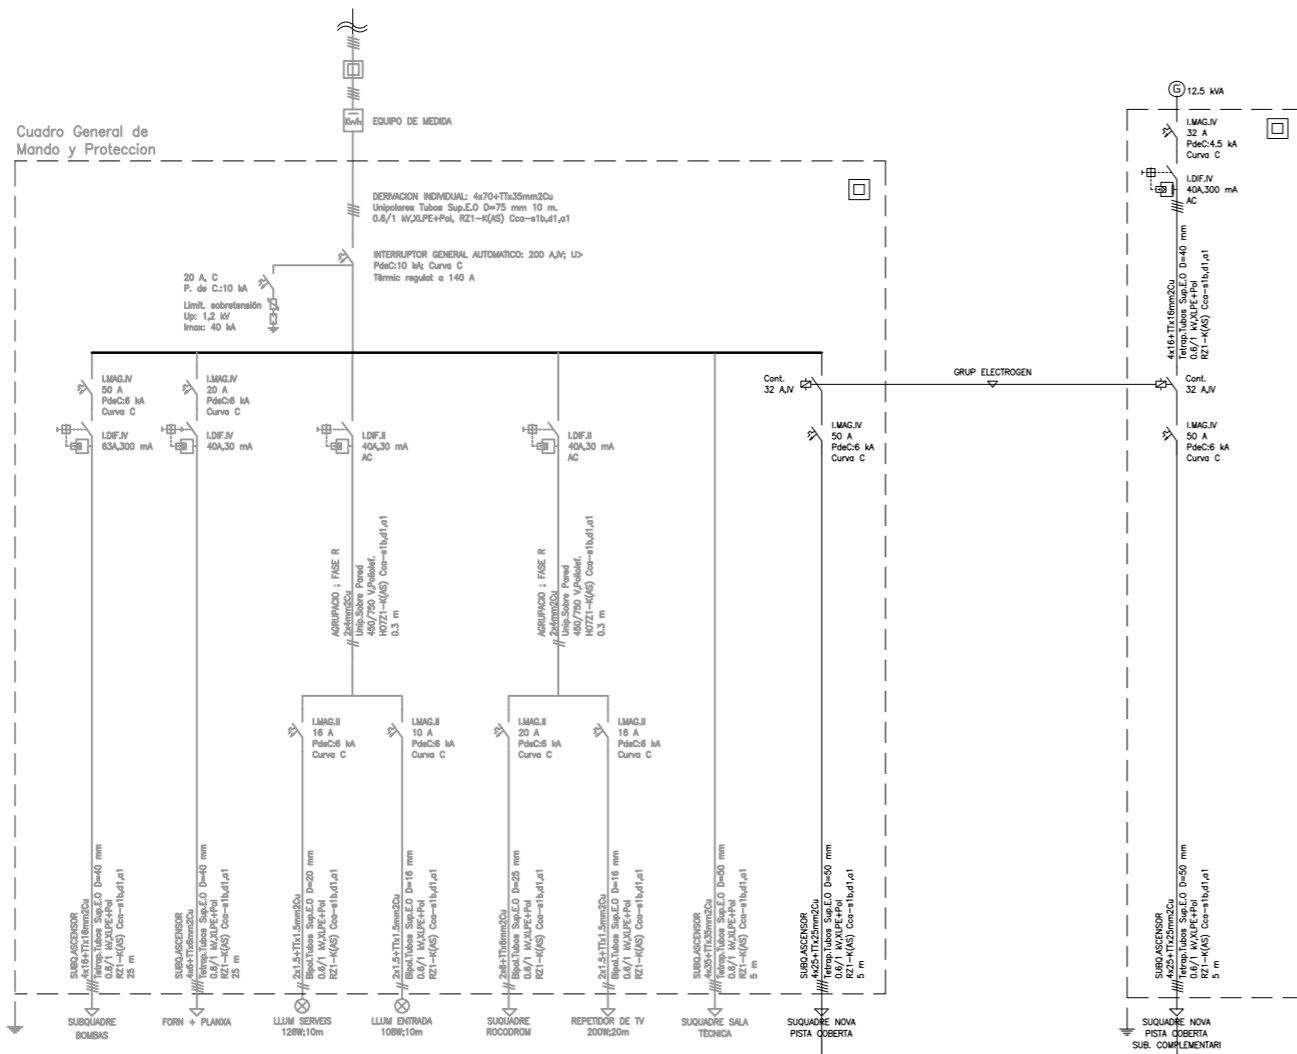 Cuadro General de
Mando y Proteccion
KWh
EQUIPO DE MEDIDA
DERIVACION INDIVIDUAL: 4x70+TTx35mm2Cu
Unipolares Tubos Sup.E.O D=75 mm 10 m.
0.6/1 kV,XLPE+Pol, RZ1-K(AS) Cca-s1b,d1,a1
INTERRUPTOR GENERAL AUTOMATICO: 200 A,IV; U>
PdeC:10 kA; Curva C
Tèrmic regulat a 140 A
20 A, C
P. de C.:10 kA
Limit. sobretensión
Up: 1,2 kV
Imax: 40 kA
I.MAG.IV
50 A
PdeC:6 kA
Curva C
I.DIF.IV
63A,300 mA
I.MAG.IV
20 A
PdeC:6 kA
Curva C
I.DIF.IV
40A,30 mA
I.DIF.II
40A,30 mA
AC
I.DIF.II
40A,30 mA
AC
AGRUPACIO ; FASE R
2x4mm2Cu
Unip.Sobre Pared
450/750 V,Poliolef.
H07Z1-K(AS) Cca-s1b,d1,a1
0.3 m
AGRUPACIO ; FASE R
2x4mm2Cu
Unip.Sobre Pared
450/750 V,Poliolef.
H07Z1-K(AS) Cca-s1b,d1,a1
0.3 m
I.MAG.II
16 A
PdeC:6 kA
Curva C
I.MAG.II
10 A
PdeC:6 kA
Curva C
I.MAG.II
20 A
PdeC:6 kA
Curva C
I.MAG.II
16 A
PdeC:6 kA
Curva C
Cont.
32 A,IV
I.MAG.IV
50 A
PdeC:6 kA
Curva C
GRUP ELECTROGEN
G
12.5 kVA
I.MAG.IV
32 A
PdeC:4.5 kA
Curva C
I.DIF.IV
40A,300 mA
AC
4x16+TTx16mm2Cu
Tetrap.Tubos Sup.E.O D=40 mm
0.6/1 kV,XLPE+Pol
RZ1-K(AS) Cca-s1b,d1,a1
Cont.
32 A,IV
I.MAG.IV
50 A
PdeC:6 kA
Curva C
SUBQ.ASCENSOR
4x16+TTx16mm2Cu
Tetrap.Tubos Sup.E.O D=40 mm
0.6/1 kV,XLPE+Pol
RZ1-K(AS) Cca-s1b,d1,a1
25 m
SUBQ.ASCENSOR
4x6+TTx6mm2Cu
Tetrap.Tubos Sup.E.O D=40 mm
0.6/1 kV,XLPE+Pol
RZ1-K(AS) Cca-s1b,d1,a1
25 m
2x1.5+TTx1.5mm2Cu
Bipol.Tubos Sup.E.O D=20 mm
0.6/1 kV,XLPE+Pol
RZ1-K(AS) Cca-s1b,d1,a1
2x1.5+TTx1.5mm2Cu
Bipol.Tubos Sup.E.O D=16 mm
0.6/1 kV,XLPE+Pol
RZ1-K(AS) Cca-s1b,d1,a1
2x6+TTx6mm2Cu
Bipol.Tubos Sup.E.O D=25 mm
0.6/1 kV,XLPE+Pol
RZ1-K(AS) Cca-s1b,d1,a1
2x1.5+TTx1.5mm2Cu
Bipol.Tubos Sup.E.O D=16 mm
0.6/1 kV,XLPE+Pol
RZ1-K(AS) Cca-s1b,d1,a1
SUBQ.ASCENSOR
4x35+TTx35mm2Cu
Tetrap.Tubos Sup.E.O D=50 mm
0.6/1 kV,XLPE+Pol
RZ1-K(AS) Cca-s1b,d1,a1
5 m
SUBQ.ASCENSOR
4x25+TTx25mm2Cu
Tetrap.Tubos Sup.E.O D=50 mm
0.6/1 kV,XLPE+Pol
RZ1-K(AS) Cca-s1b,d1,a1
5 m
SUBQ.ASCENSOR
4x25+TTx25mm2Cu
Tetrap.Tubos Sup.E.O D=50 mm
0.6/1 kV,XLPE+Pol
RZ1-K(AS) Cca-s1b,d1,a1
5 m
SUBQUADRE
BOMBAS
FORN + PLANXA
LLUM SERVEIS
126W;10m
LLUM ENTRADA
108W;10m
SUQUADRE
ROCODROM
REPETIDOR DE TV
200W;20m
SUQUADRE SALA
TÈCNICA
SUQUADRE NOVA
PISTA COBERTA
SUQUADRE NOVA
PISTA COBERTA
SUB. COMPLEMENTARI